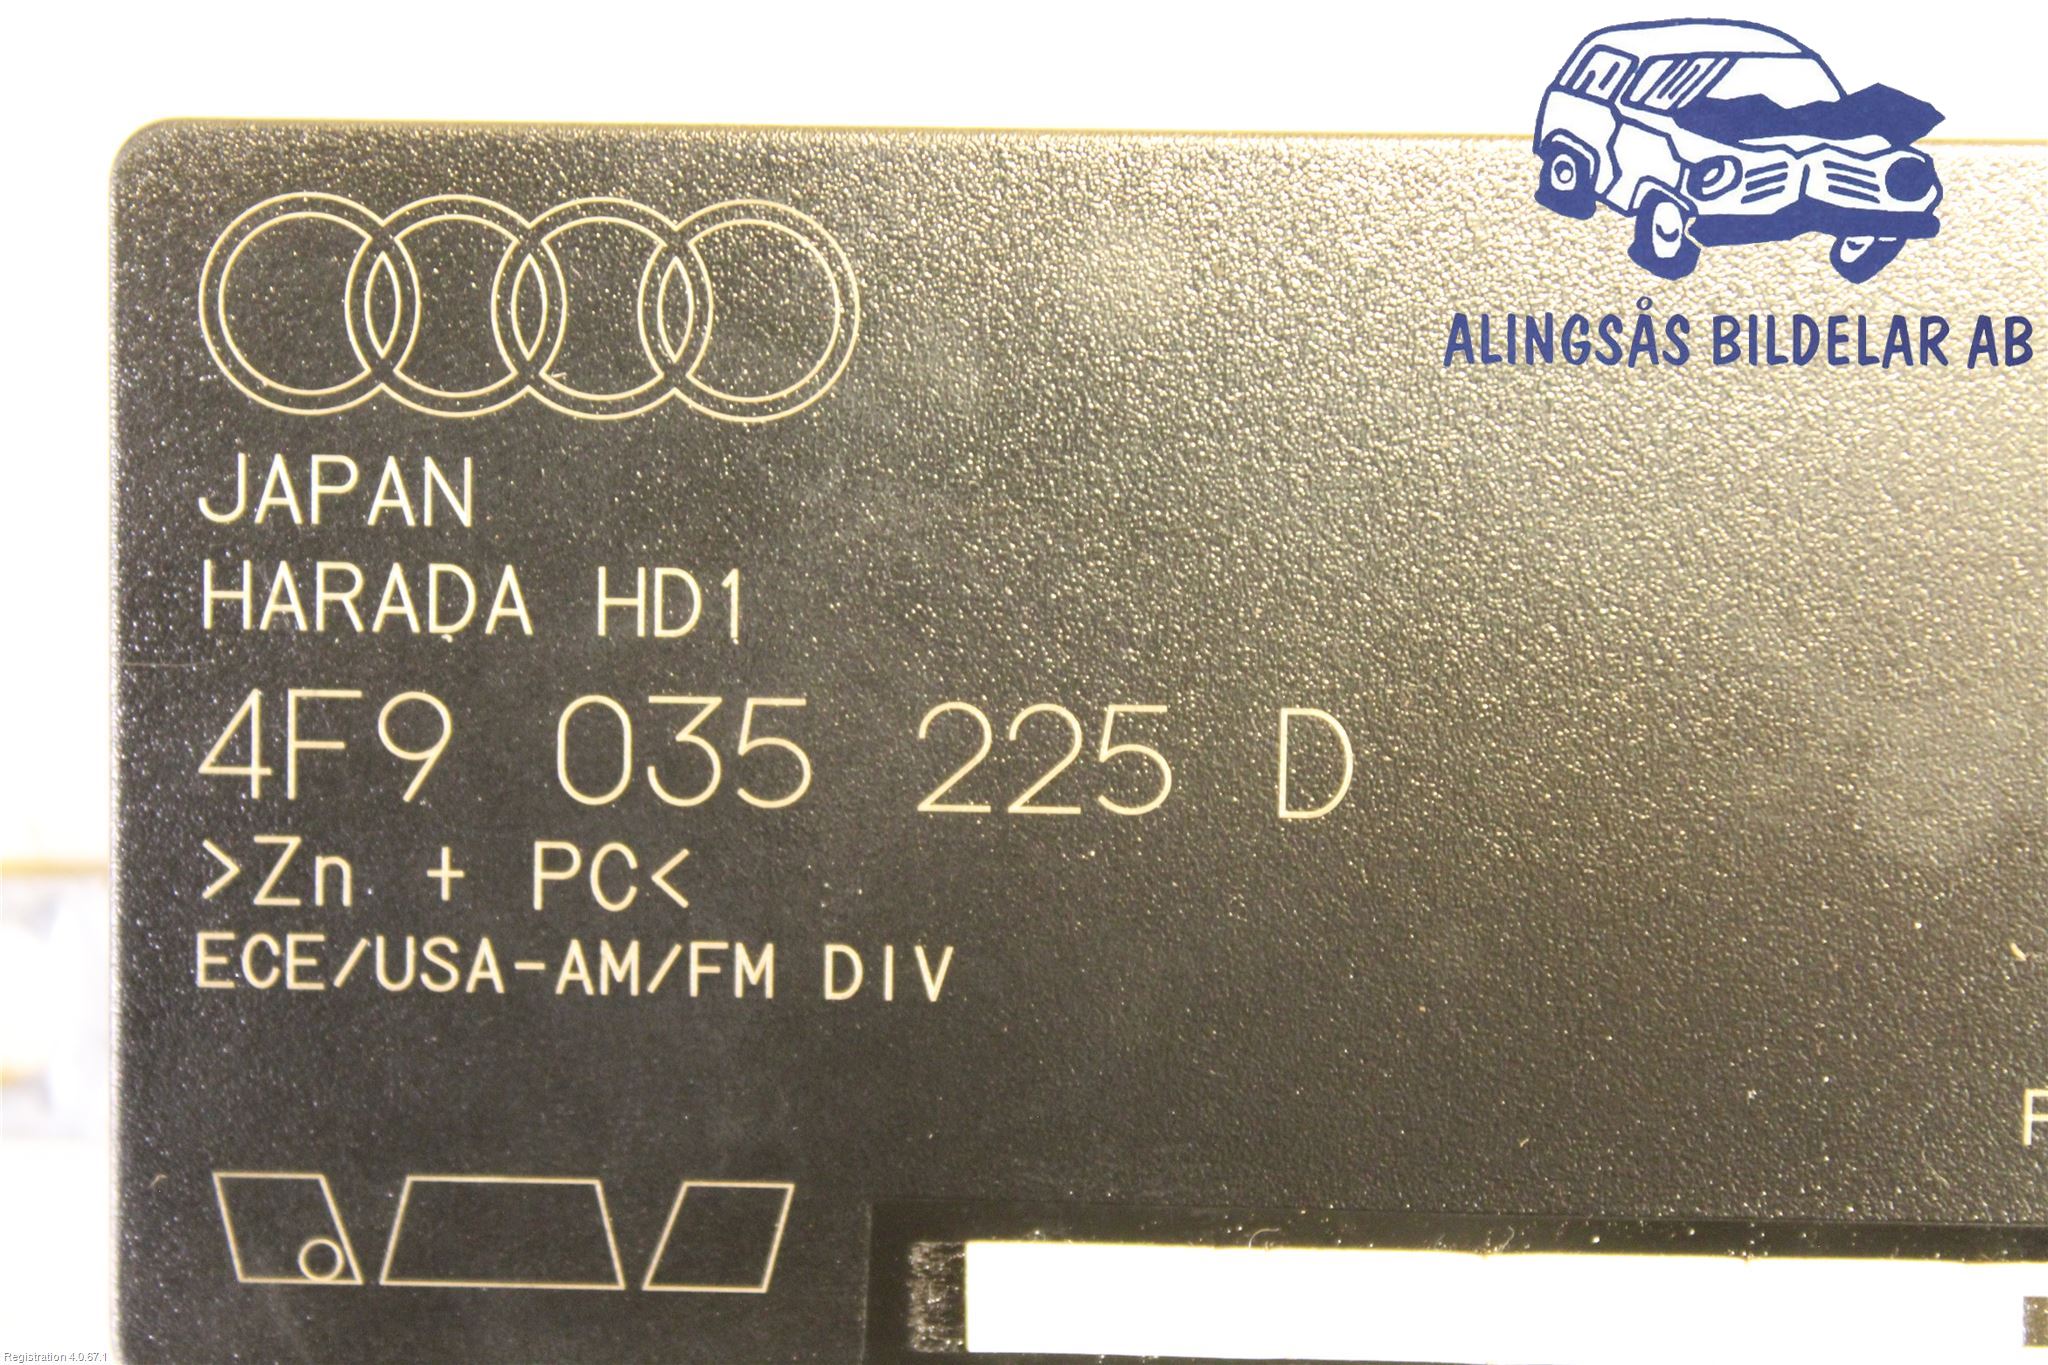 ALINGSÅS BILDELAR AB
JAPAN
HARADA HD1
4F9 035 225 D
>Zn + PC<
ECE/USA-AM/FM DIV
Registration 4.0.67.1